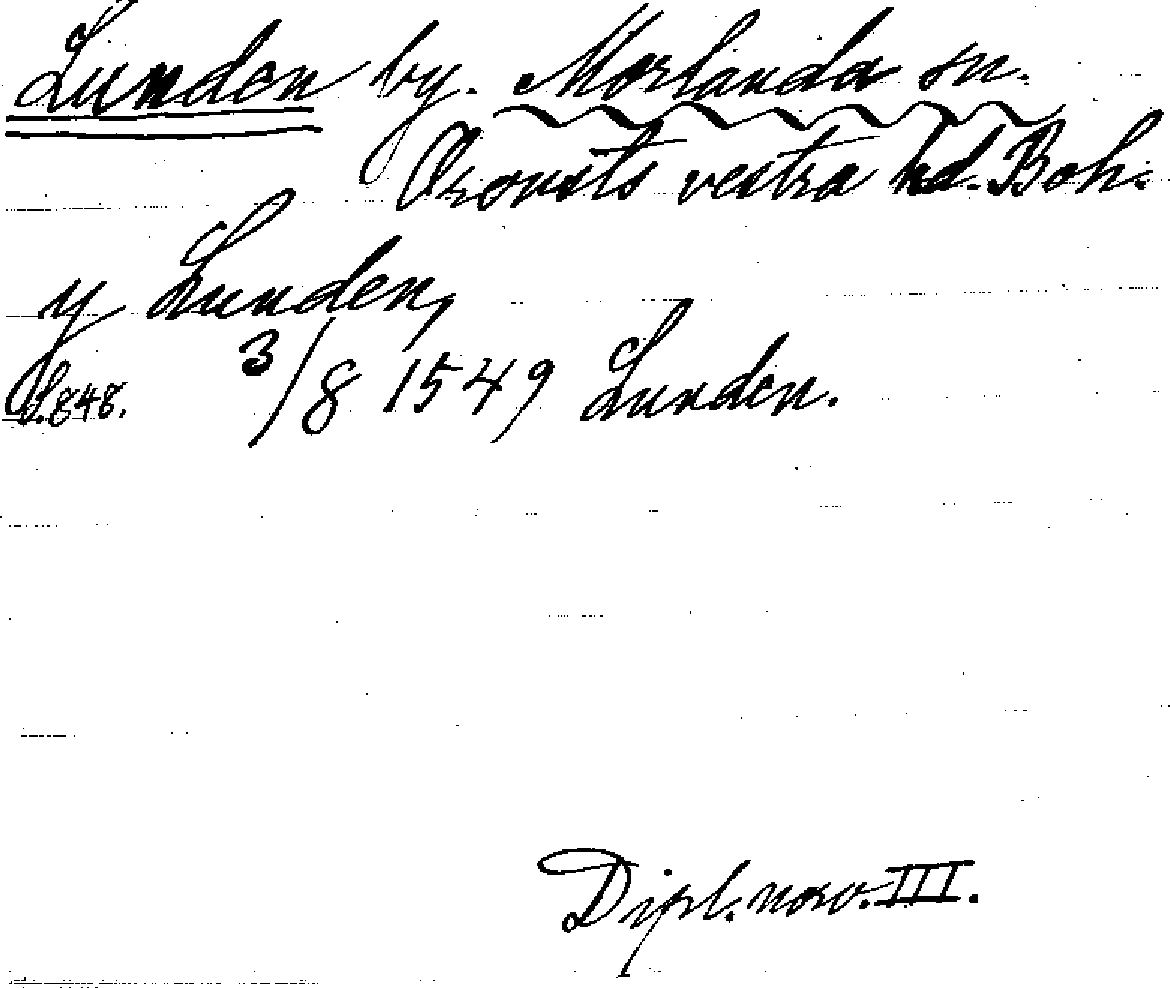 Lunden by. Morlanda sn.
Orousts vestra hd. Boh.
y Lunden,
S.848. 3/8 1549 Lunden.
Dipl. norv. III.